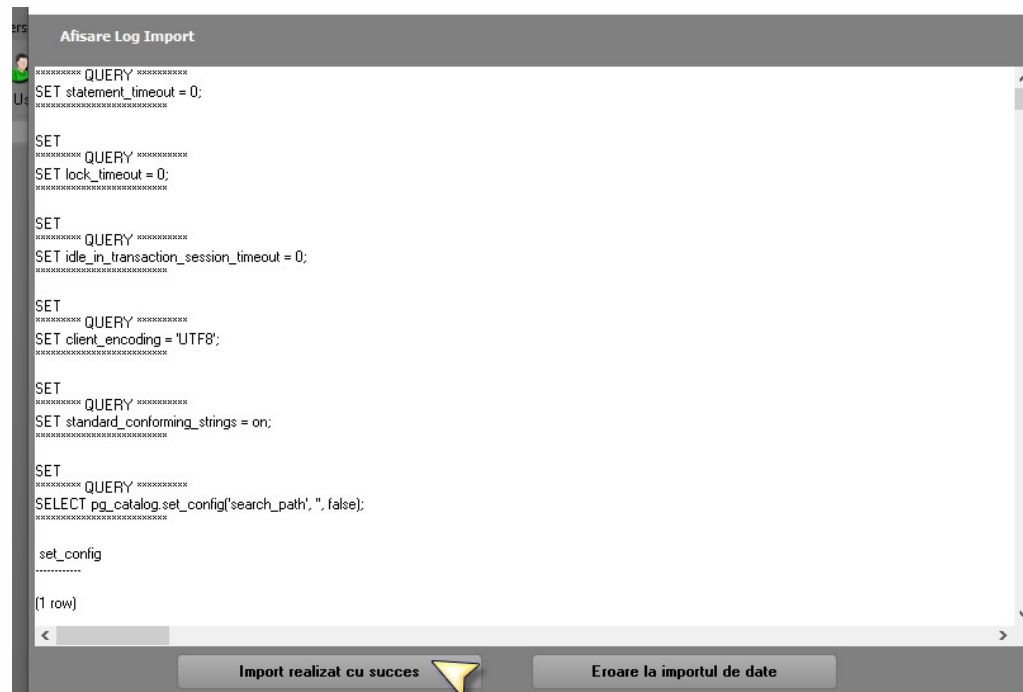 ers
Us
Afisare Log Import
********* QUERY **********
SET statement_timeout = 0;
**************************
SET
********* QUERY **********
SET lock_timeout = 0;
**************************
SET
********* QUERY **********
SET idle_in_transaction_session_timeout = 0;
**************************
SET
********* QUERY **********
SET client_encoding = 'UTF8';
**************************
SET
********* QUERY **********
SET standard_conforming_strings = on;
**************************
SET
********* QUERY **********
SELECT pg_catalog.set_config('search_path', '', false);
**************************
set_config
------------
(1 row)
Import realizat cu succes
Eroare la importul de date